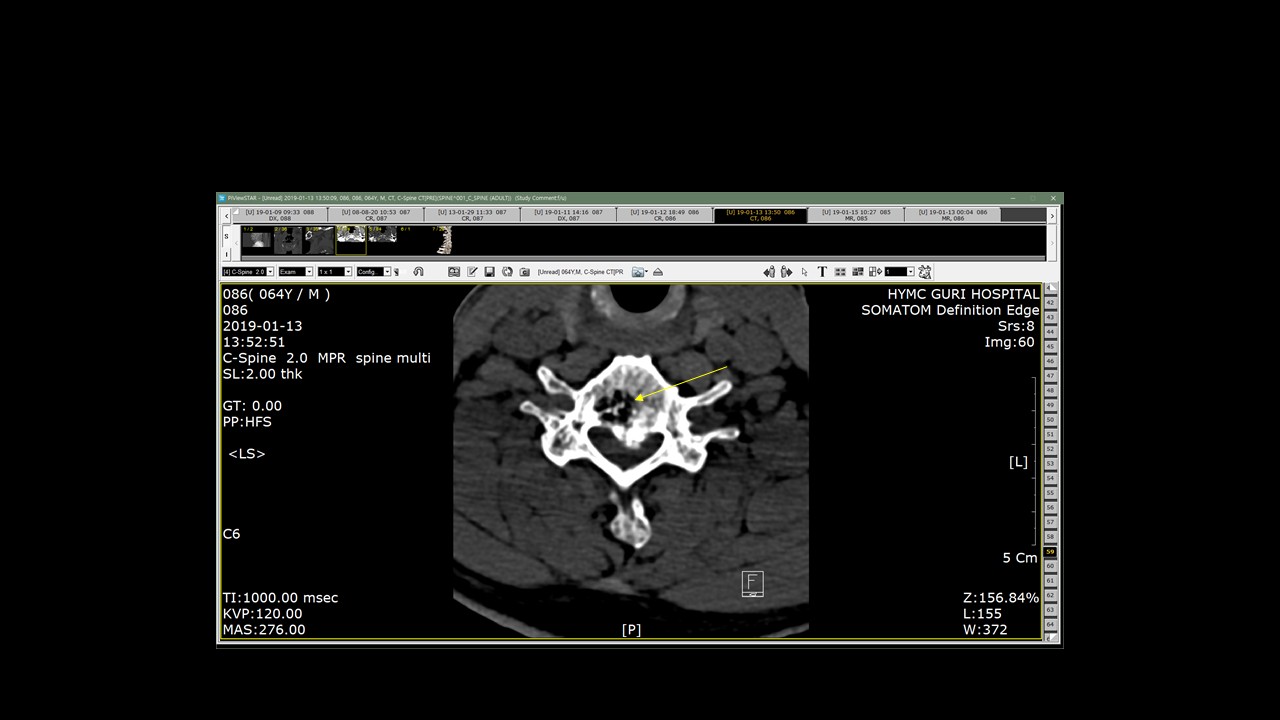 PiViewSTAR - [Unread] 2019-01-13 13:50:09, 086, 086, 064Y, M, CT, C-Spine CT[PRE]
[U] 19-01-09 09:33 088
DX, 088
[U] 08-08-20 10:53 087
CR, 087
[U] 13-01-29 11:33 087
CR, 087
[U] 19-01-11 14:16 087
DX, 087
[U] 19-01-12 18:49 086
CR, 086
[U] 19-01-13 13:50 086
CT, 086
[U] 19-01-15 10:27 085
MR, 085
[U] 19-01-13 00:04 086
MR, 086
S
I
[4] C-Spine 2.0
Exam
1 x 1
Config.
[Unread] 064Y,M, C-Spine CT[PR
T
1
086( 064Y / M )
086
2019-01-13
13:52:51
C-Spine 2.0 MPR spine multi
SL:2.00 thk
GT: 0.00
PP:HFS
<LS>
C6
TI:1000.00 msec
KVP:120.00
MAS:276.00
HYMC GURI HOSPITAL
SOMATOM Definition Edge
Srs:8
Img:60
[L]
5 Cm
F
[P]
Z:156.84%
L:155
W:372
42
43
44
45
46
47
48
49
50
51
52
53
54
55
56
57
58
59
60
61
62
63
64